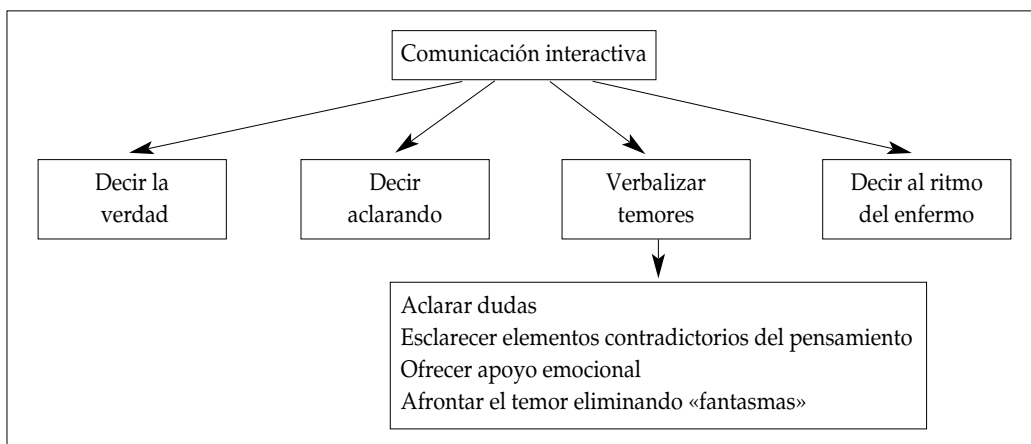 Comunicación interactiva
Decir la
verdad
Decir
aclarando
Verbalizar
temores
Decir al ritmo
del enfermo
Aclarar dudas
Esclarecer elementos contradictorios del pensamiento
Ofrecer apoyo emocional
Afrontar el temor eliminando «fantasmas»